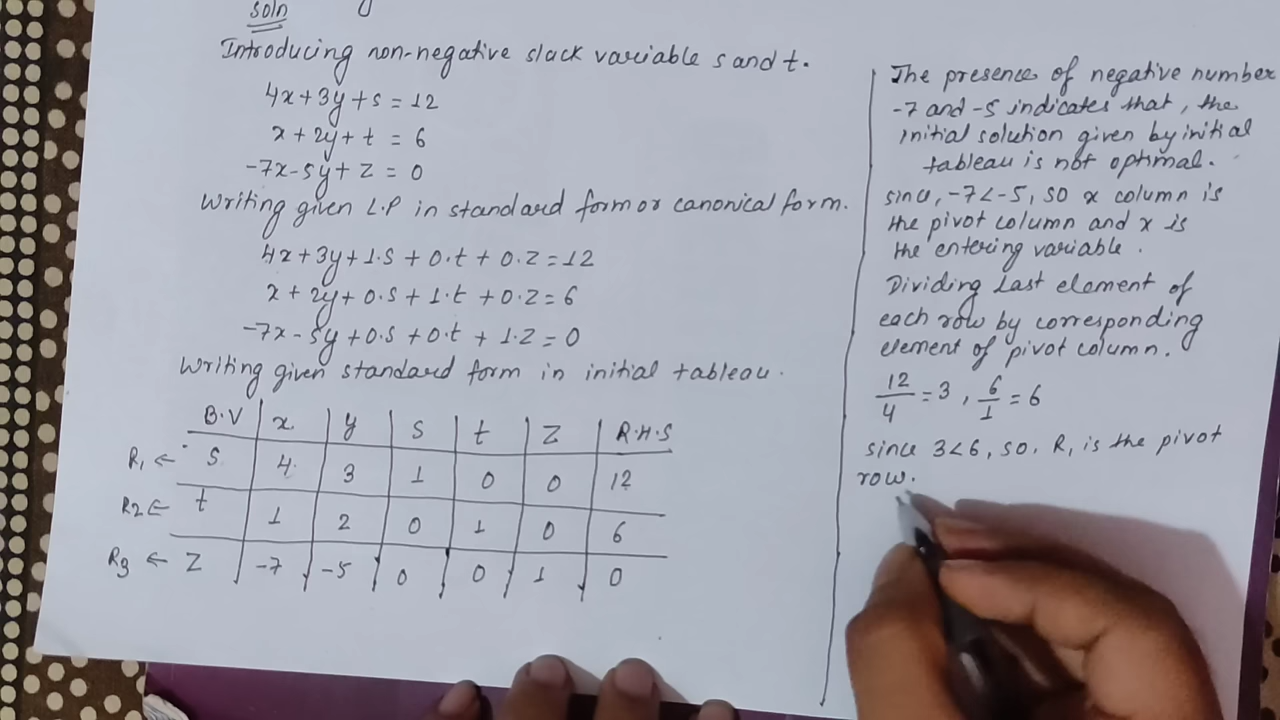 soln
Introducing non-negative slack variable s and t.
4x+3y+s = 12
x + 2y + t = 6
-7x-5y+z = 0
Writing given L.P in standard form or canonical form.
4x+3y+1.s + 0.t + 0.z = 12
x + 2y + 0.s + 1.t + 0.z = 6
-7x - 5y + 0.s + 0.t + 1.z = 0
Writing given standard form in initial tableau.
B.V x y s t z R.H.S
R1 ← s 4 3 1 0 0 12
R2 ← t 1 2 0 1 0 6
R3 ← z -7 -5 0 0 1 0
The presence of negative number
-7 and -5 indicates that, the
initial solution given by initial
tableau is not optimal.
since, -7<-5, so x column is
the pivot column and x is
the entering variable.
Dividing last element of
each row by corresponding
element of pivot column.
12/4 = 3, 6/1 = 6
since 3<6, so, R1 is the pivot
row.